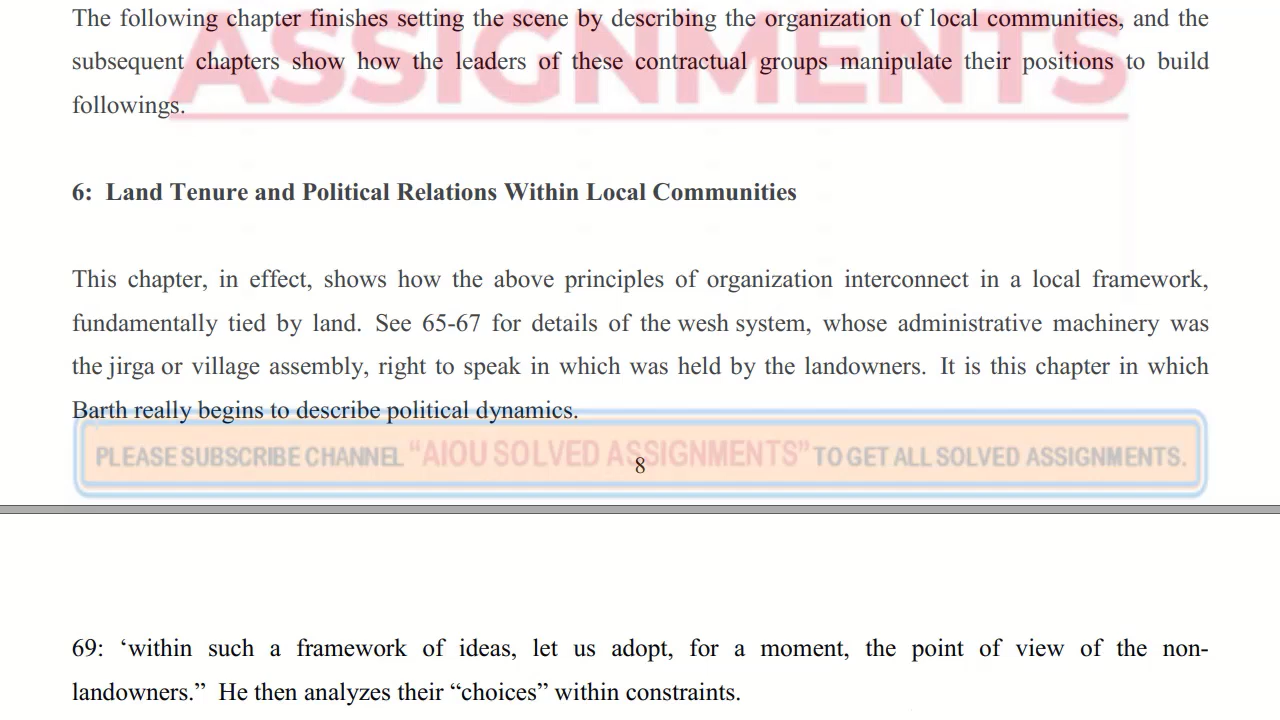 ASSIGNMENTS
The following chapter finishes setting the scene by describing the organization of local communities, and the
subsequent chapters show how the leaders of these contractual groups manipulate their positions to build
followings.
6: Land Tenure and Political Relations Within Local Communities
This chapter, in effect, shows how the above principles of organization interconnect in a local framework,
fundamentally tied by land. See 65-67 for details of the wesh system, whose administrative machinery was
the jirga or village assembly, right to speak in which was held by the landowners. It is this chapter in which
Barth really begins to describe political dynamics.
PLEASE SUBSCRIBE CHANNEL “AIOU SOLVED ASSIGNMENTS” TO GET ALL SOLVED ASSIGNMENTS.
8
69: ‘within such a framework of ideas, let us adopt, for a moment, the point of view of the non-
landowners.” He then analyzes their “choices” within constraints.